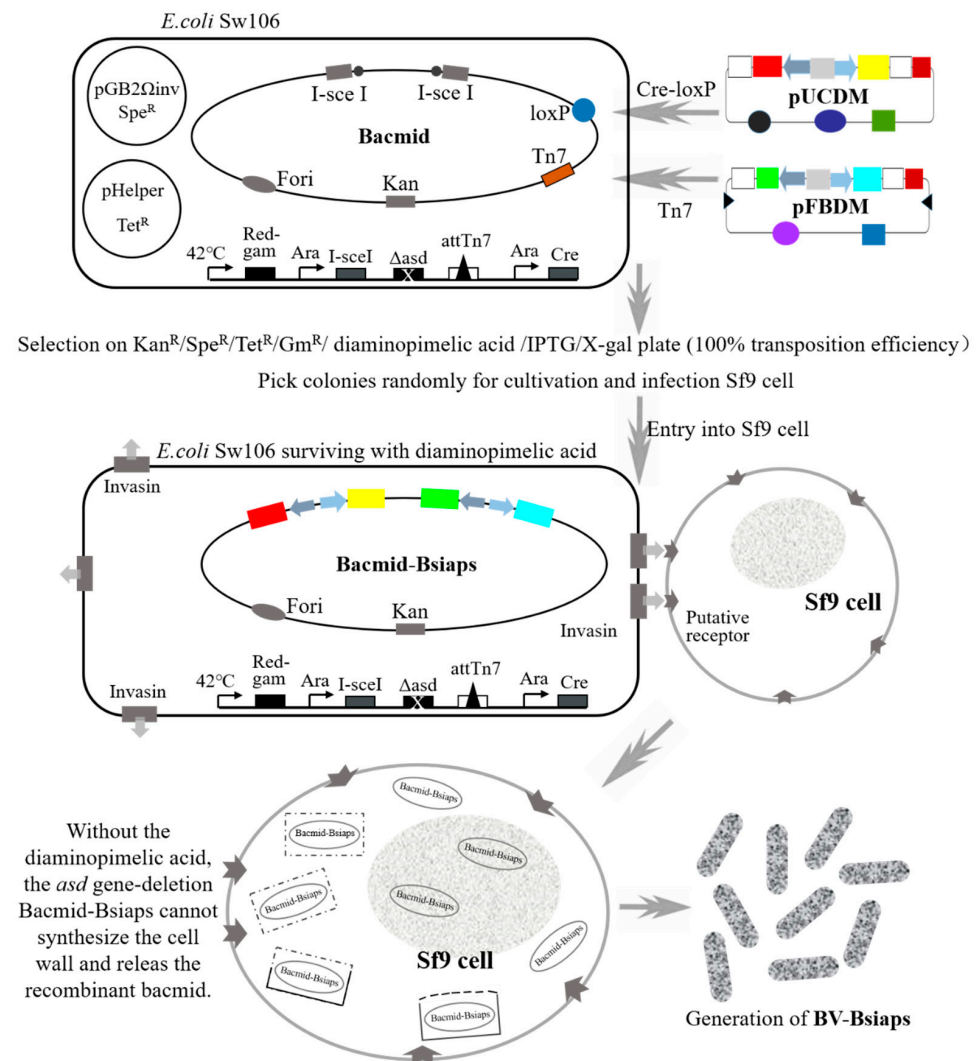 E.coli Sw106
pGB2Ωinv
Spe^R
pHelper
Tet^R
I-sce I
I-sce I
loxP
Bacmid
Tn7
Fori
Kan
42°C
Red-
gam
Ara
I-sceI
Δasd
X
attTn7
Ara
Cre
Cre-loxP
pUCDM
Tn7
pFBDM
Selection on Kan^R/Spe^R/Tet^R/Gm^R/ diaminopimelic acid /IPTG/X-gal plate (100% transposition efficiency)
Pick colonies randomly for cultivation and infection Sf9 cell
Entry into Sf9 cell
E.coli Sw106 surviving with diaminopimelic acid
Invasin
Bacmid-Bsiaps
Fori
Kan
Invasin
Invasin
42°C
Red-
gam
Ara
I-sceI
Δasd
X
attTn7
Ara
Cre
Sf9 cell
Putative
receptor
Without the
diaminopimelic acid,
the asd gene-deletion
Bacmid-Bsiaps cannot
synthesize the cell
wall and releas the
recombinant bacmid.
Bacmid-Bsiaps
Bacmid-Bsiaps
Bacmid-Bsiaps
Bacmid-Bsiaps
Bacmid-Bsiaps
Bacmid-Bsiaps
Bacmid-Bsiaps
Bacmid-Bsiaps
Sf9 cell
Generation of BV-Bsiaps